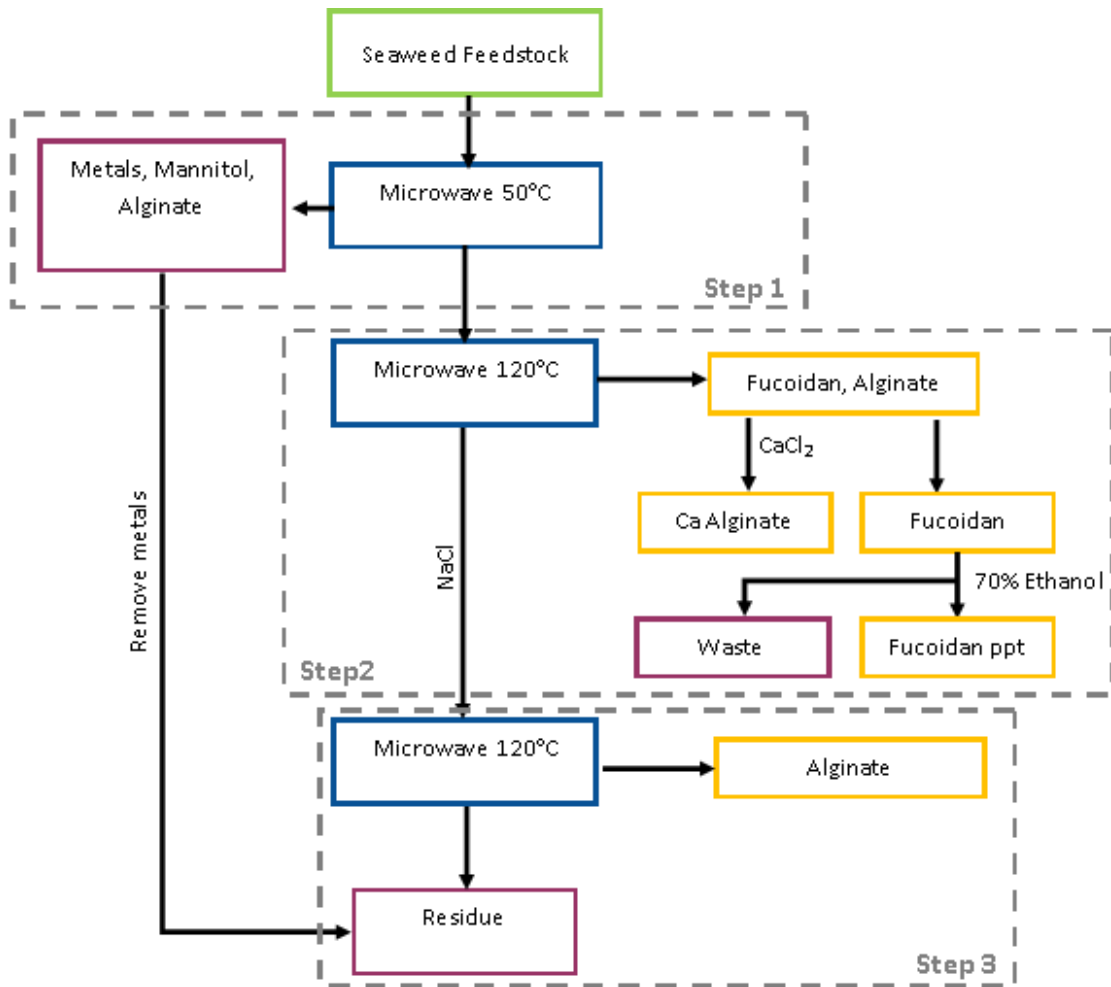 Seaweed Feedstock
Metals, Mannitol,
Alginate
Microwave 50°C
Step 1
Microwave 120°C
Fucoidan, Alginate
CaCl₂
Ca Alginate
Fucoidan
Remove metals
NaCl
70% Ethanol
Waste
Fucoidan ppt
Step2
Microwave 120°C
Alginate
Residue
Step 3